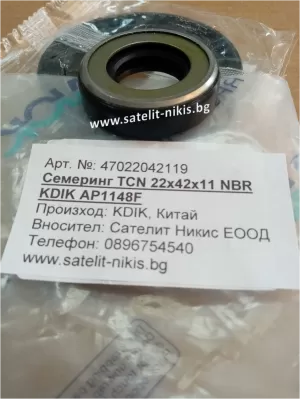 www.satelit-nikis.bg
Арт. №: 47022042119
Семеринг TCN 22x42x11 NBR
KDIK AP1148F
Произход: KDIK, Китай
Вносител: Сателит Никис ЕООД
Телефон: 0896754540
www.satelit-nikis.bg